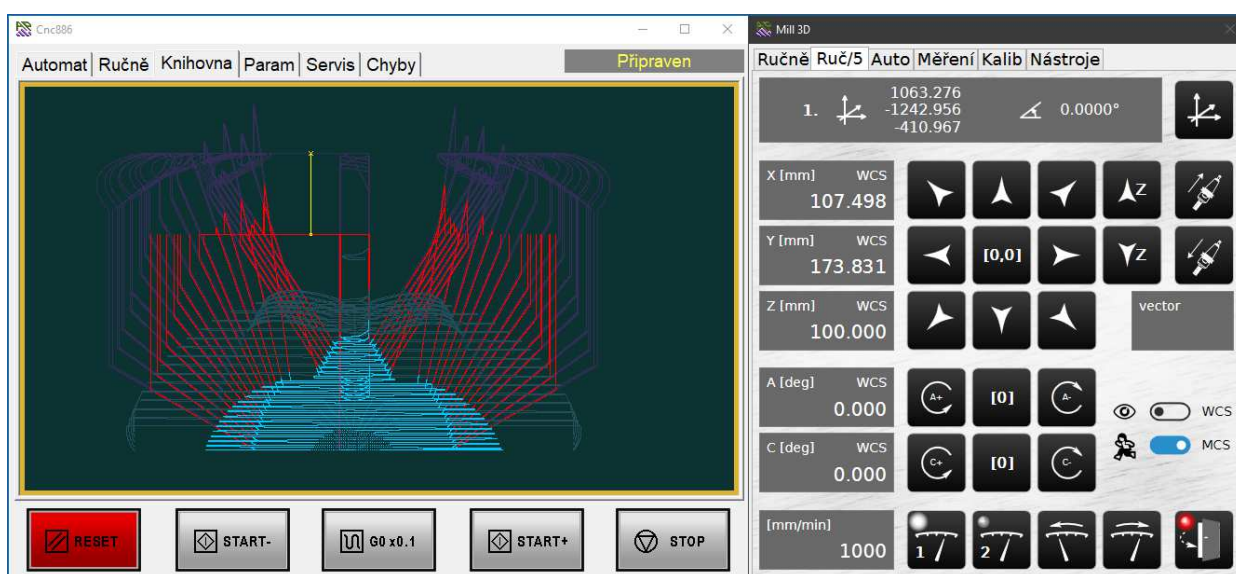 Cnc886
Automat Ručně Knihovna Param Servis Chyby Připraven
RESET START- G0 x0.1 START+ STOP
Mill 3D
Ručně Ruč/5 Auto Měření Kalib Nástroje
1063.276
1. -1242.956 0.0000°
-410.967
X [mm] WCS
107.498
Z
Y [mm] WCS
173.831
[0,0] Z
Z [mm] WCS
100.000
vector
A [deg] WCS
0.000
A+ [0] A-
WCS
C [deg] WCS
0.000
C+ [0] C-
MCS
[mm/min]
1000
1 2